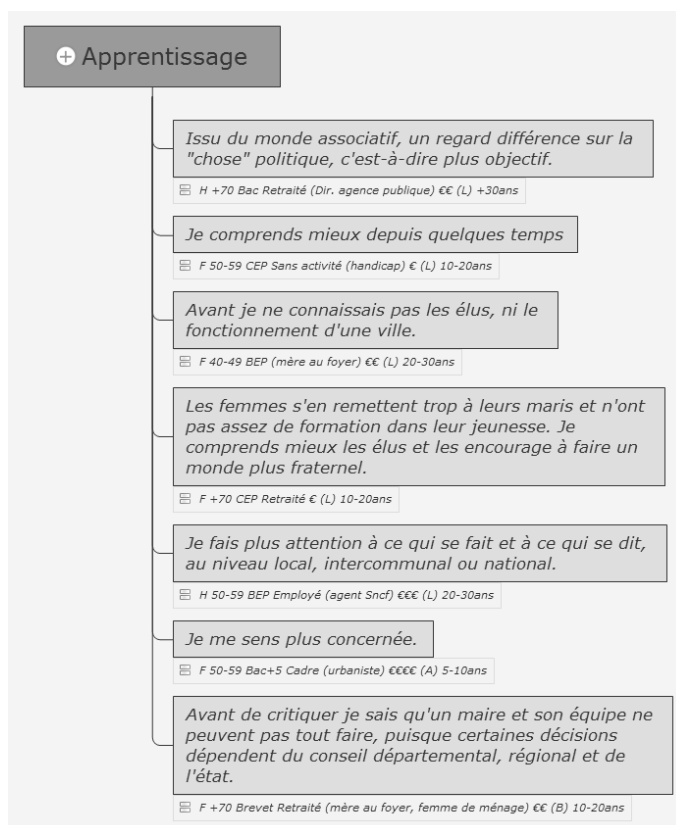 Apprentissage
Issu du monde associatif, un regard différence sur la
"chose" politique, c'est-à-dire plus objectif.
H +70 Bac Retraité (Dir. agence publique) €€ (L) +30ans
Je comprends mieux depuis quelques temps
F 50-59 CEP Sans activité (handicap) € (L) 10-20ans
Avant je ne connaissais pas les élus, ni le
fonctionnement d'une ville.
F 40-49 BEP (mère au foyer) €€ (L) 20-30ans
Les femmes s'en remettent trop à leurs maris et n'ont
pas assez de formation dans leur jeunesse. Je
comprends mieux les élus et les encourage à faire un
monde plus fraternel.
F +70 CEP Retraité € (L) 10-20ans
Je fais plus attention à ce qui se fait et à ce qui se dit,
au niveau local, intercommunal ou national.
H 50-59 BEP Employé (agent Sncf) €€€ (L) 20-30ans
Je me sens plus concernée.
F 50-59 Bac+5 Cadre (urbaniste) €€€€ (A) 5-10ans
Avant de critiquer je sais qu'un maire et son équipe ne
peuvent pas tout faire, puisque certaines décisions
dépendent du conseil départemental, régional et de
l'état.
F +70 Brevet Retraité (mère au foyer, femme de ménage) €€ (B) 10-20ans